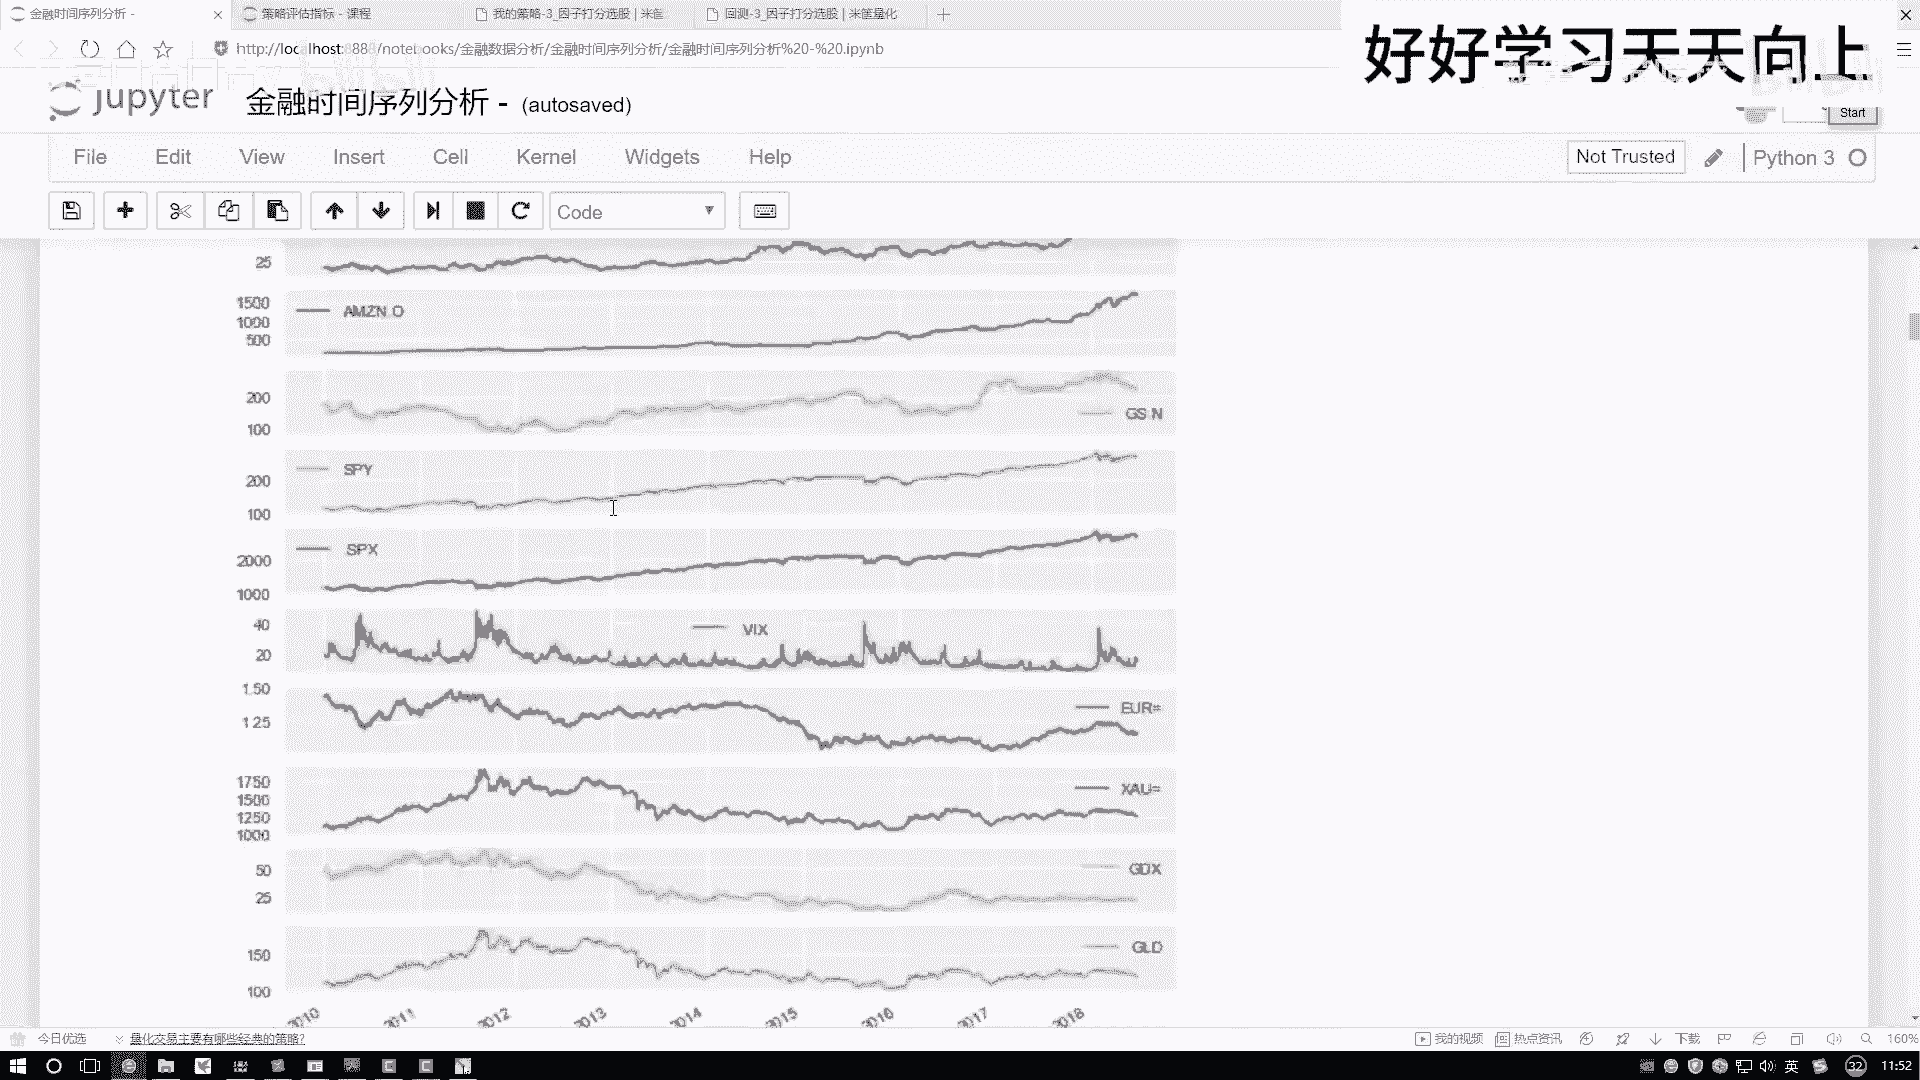 金融时间序列分析 -
策略评估指标 - 课程
我的策略-3_因子打分选股 | 米筐
回测-3_因子打分选股 | 米筐量化
http://localhost:8888/notebooks/金融数据分析/金融时间序列分析/金融时间序列分析%20-%20.ipynb
好好学习天天向上
jupyter
金融时间序列分析 - (autosaved)
Start
File Edit View Insert Cell Kernel Widgets Help
Not Trusted
Python 3
Code
25
1500
1000
500
AMZN.O
200
100
GS.N
200
100
SPY
2000
1000
SPX
40
20
VIX
1.50
1.25
EUR=
1750
1500
1250
1000
XAU=
50
25
GDX
150
100
GLD
2010 2011 2012 2013 2014 2015 2016 2017 2018
今日优选
量化交易主要有哪些经典的策略?
我的视频
热点资讯
下载
160%
英
32
11:52